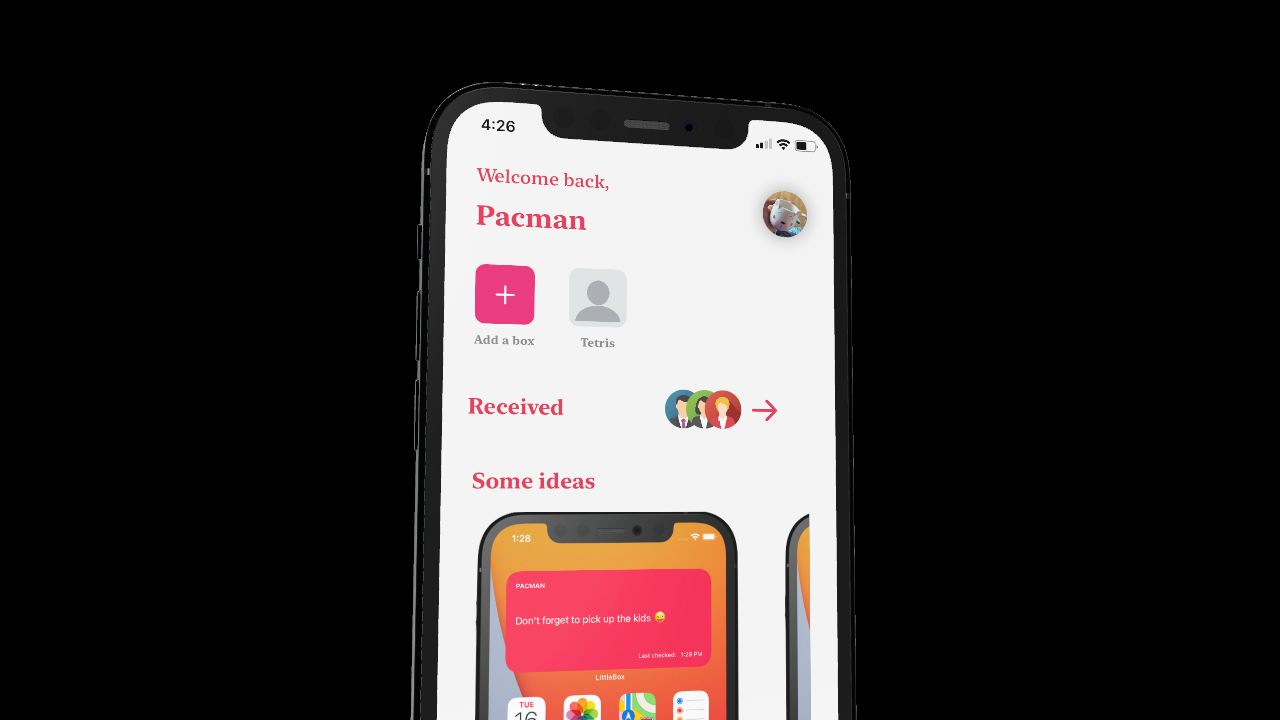 4:26
Welcome back,
Pacman
Add a box
Tetris
Received
Some ideas
1:28
PACMAN
Don't forget to pick up the kids 😜
Last checked: 1:28 PM
LittleBox
TUE
16